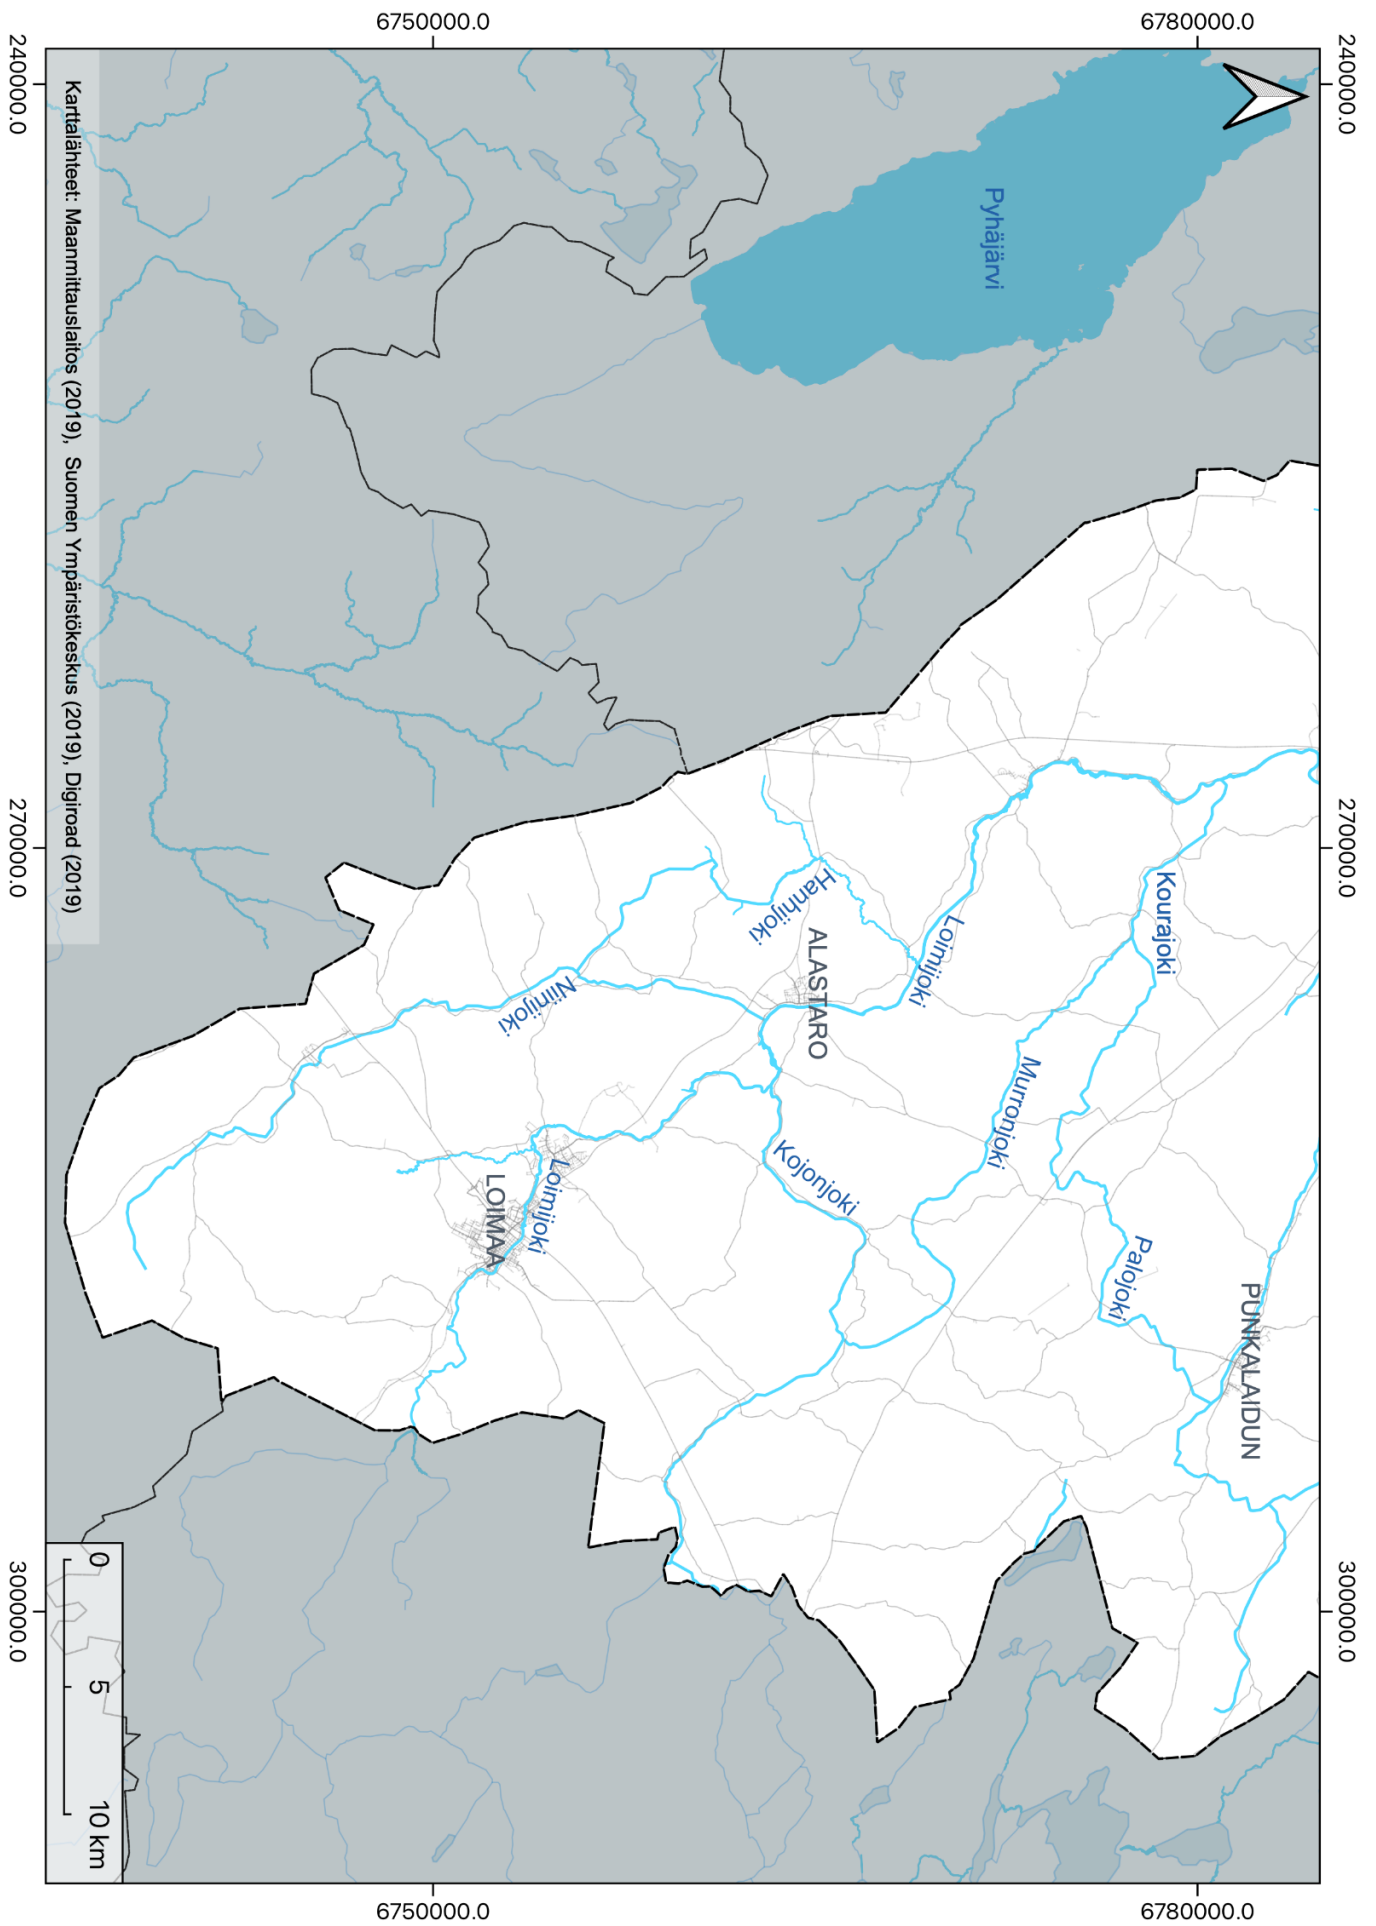 6750000.0
6780000.0
240000.0
240000.0
Pyhäjärvi
Karttalähteet: Maanmittauslaitos (2019), Suomen Ympäristökeskus (2019), Digiroad (2019)
270000.0
270000.0
Kourajoki
Hanhijoki
Loimijoki
ALASTARO
Niinijoki
Murronjoki
Kojonjoki
Loimijoki
LOIMAA
Palojoki
PUNKALAIDUN
300000.0
300000.0
0 5 10 km
6750000.0
6780000.0